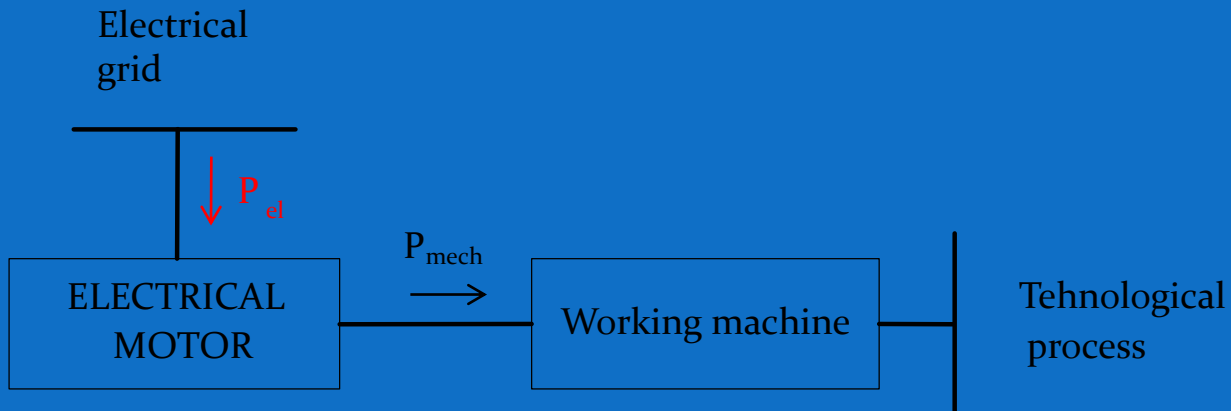 Electrical
grid
P el
P mech
ELECTRICAL
MOTOR
Working machine
Tehnological
process